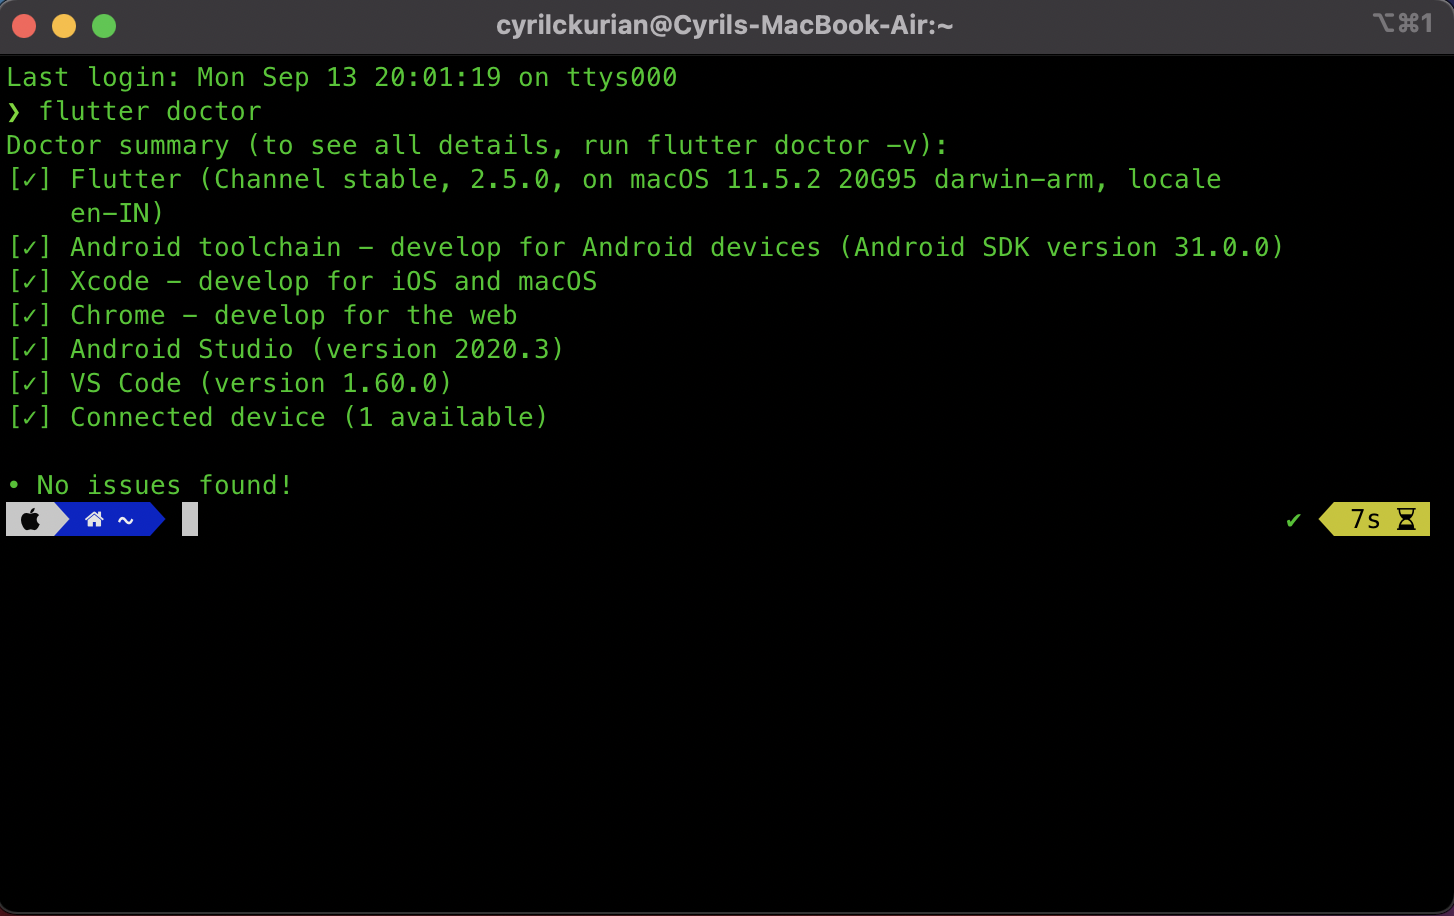 cyrilckurian@Cyrils-MacBook-Air:~
⌥⌘1
Last login: Mon Sep 13 20:01:19 on ttys000
❯ flutter doctor
Doctor summary (to see all details, run flutter doctor -v):
[✓] Flutter (Channel stable, 2.5.0, on macOS 11.5.2 20G95 darwin-arm, locale
en-IN)
[✓] Android toolchain - develop for Android devices (Android SDK version 31.0.0)
[✓] Xcode - develop for iOS and macOS
[✓] Chrome - develop for the web
[✓] Android Studio (version 2020.3)
[✓] VS Code (version 1.60.0)
[✓] Connected device (1 available)
• No issues found!
~ ✔ 7s